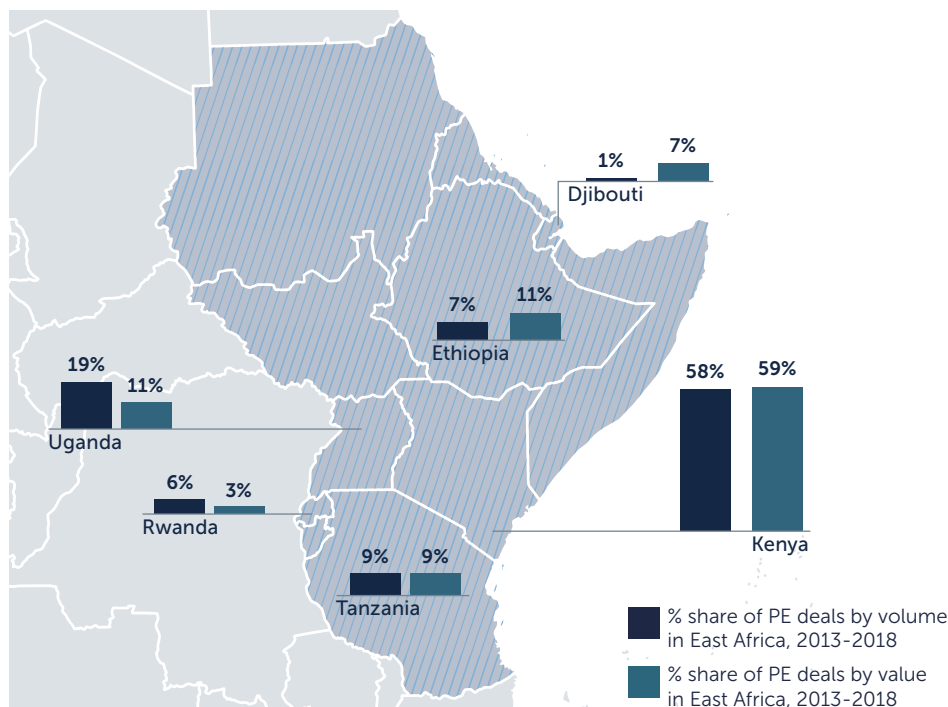 1% 7%
Djibouti
7% 11%
Ethiopia
19% 11%
Uganda
58% 59%
Kenya
6% 3%
Rwanda
9% 9%
Tanzania
% share of PE deals by volume
in East Africa, 2013-2018
% share of PE deals by value
in East Africa, 2013-2018